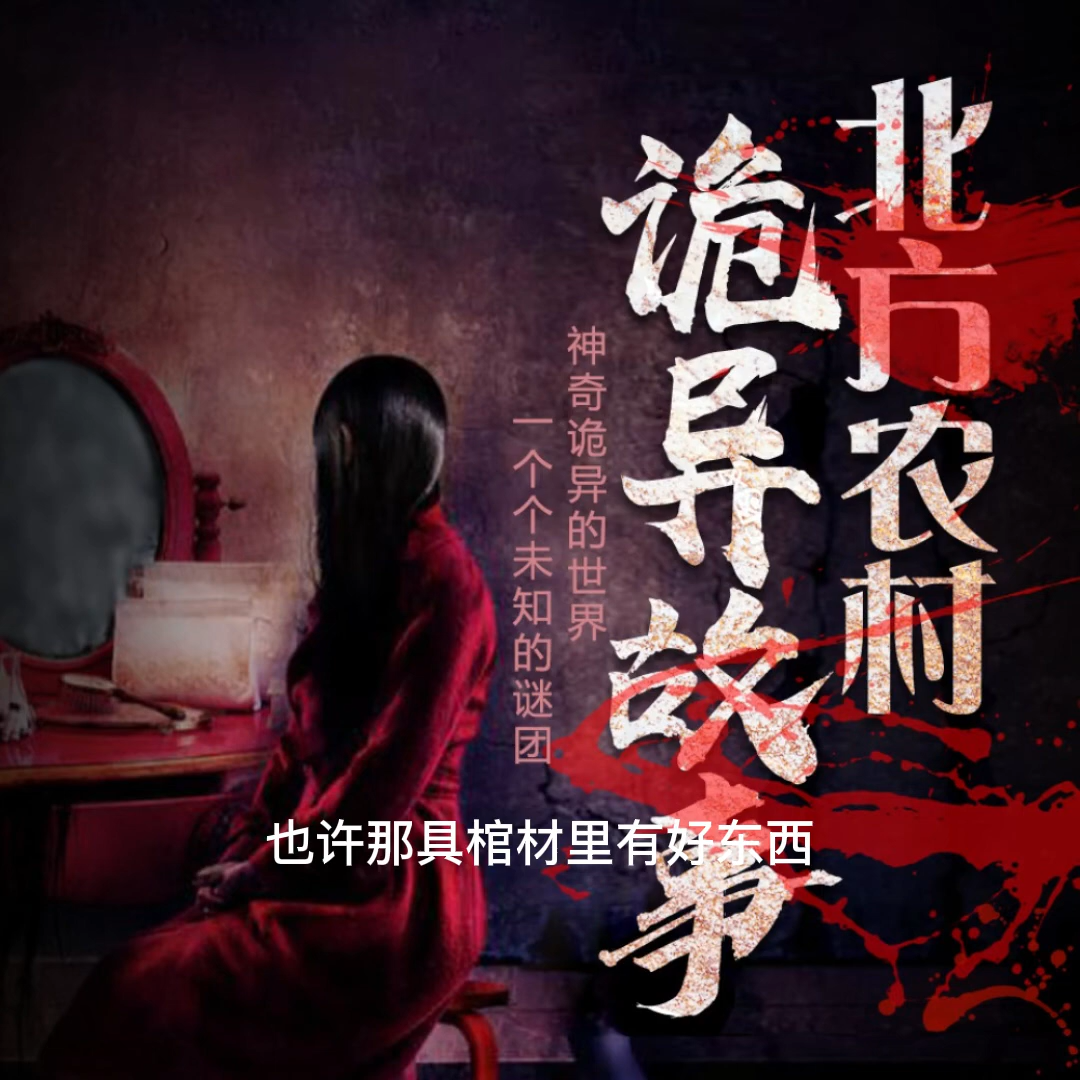 北方农村
诡异故事
神奇诡异的世界
一个个未知的谜团
也许那具棺材里有好东西